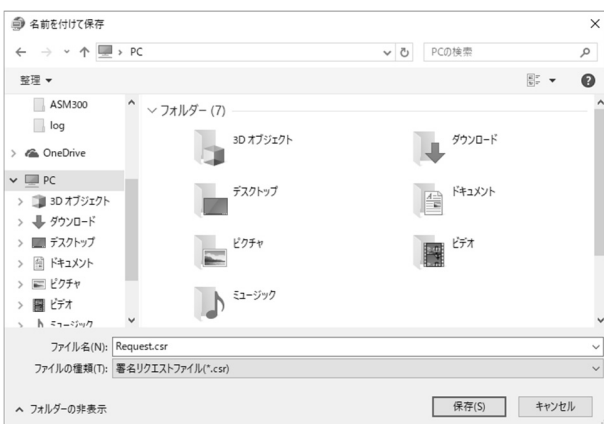 名前を付けて保存
PC
PCの検索
整理
ASM300
log
OneDrive
PC
3D オブジェクト
ダウンロード
デスクトップ
ドキュメント
ピクチャ
ビデオ
ミュージック
フォルダー (7)
3D オブジェクト
ダウンロード
デスクトップ
ドキュメント
ピクチャ
ビデオ
ミュージック
ファイル名(N): Request.csr
ファイルの種類(T): 署名リクエストファイル(*.csr)
フォルダーの非表示
保存(S)
キャンセル